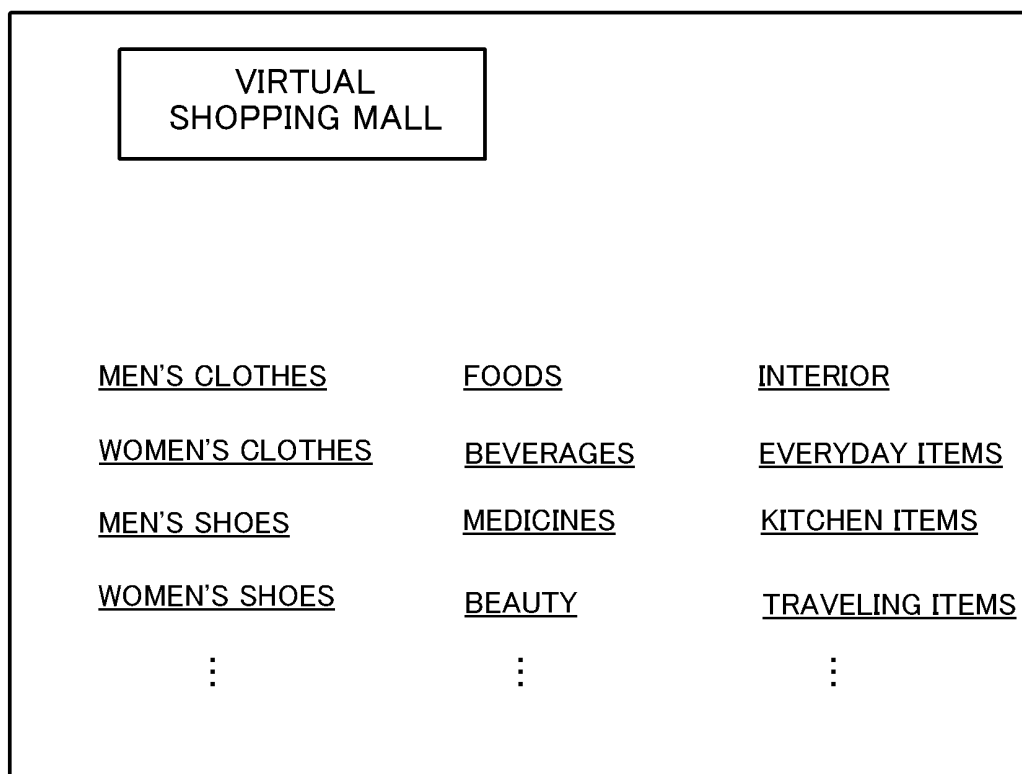 VIRTUAL
SHOPPING MALL
MEN'S CLOTHES FOODS INTERIOR
WOMEN'S CLOTHES BEVERAGES EVERYDAY ITEMS
MEN'S SHOES MEDICINES KITCHEN ITEMS
WOMEN'S SHOES BEAUTY TRAVELING ITEMS
⋮ ⋮ ⋮